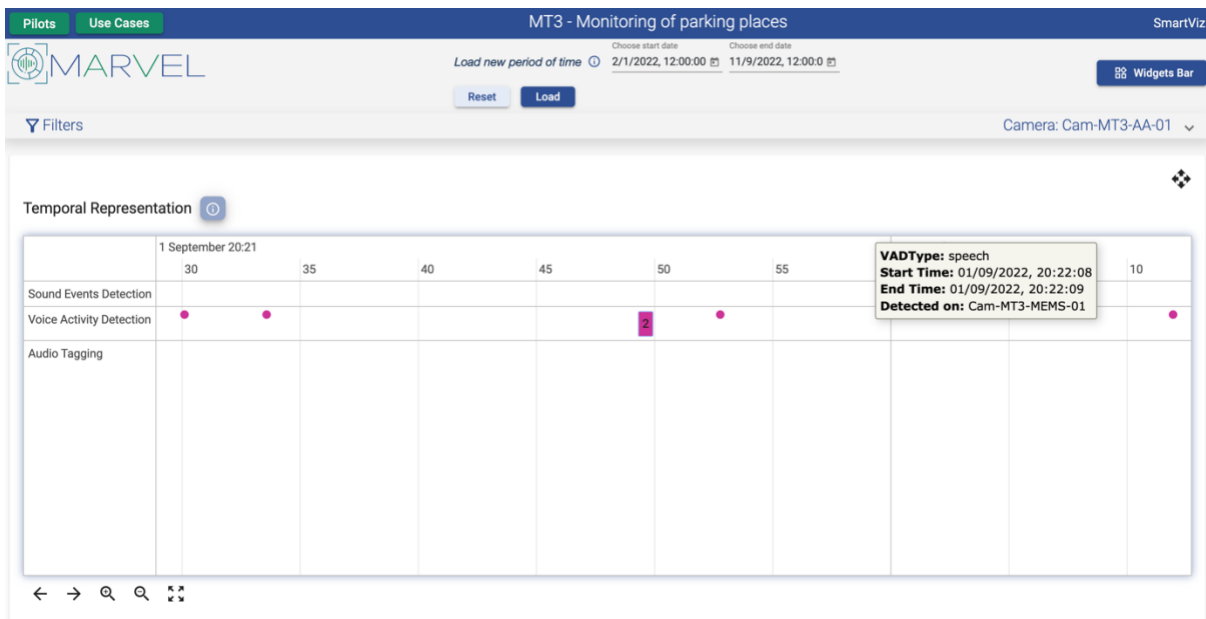 Pilots Use Cases MT3 - Monitoring of parking places SmartViz
MARVEL
Choose start date Choose end date
Load new period of time 2/1/2022, 12:00:00 11/9/2022, 12:00:0
Widgets Bar
Reset Load
Filters Camera: Cam-MT3-AA-01
Temporal Representation
1 September 20:21
30 35 40 45 50 55 10
VADType: speech
Start Time: 01/09/2022, 20:22:08
End Time: 01/09/2022, 20:22:09
Detected on: Cam-MT3-MEMS-01
Sound Events Detection
Voice Activity Detection 2
Audio Tagging